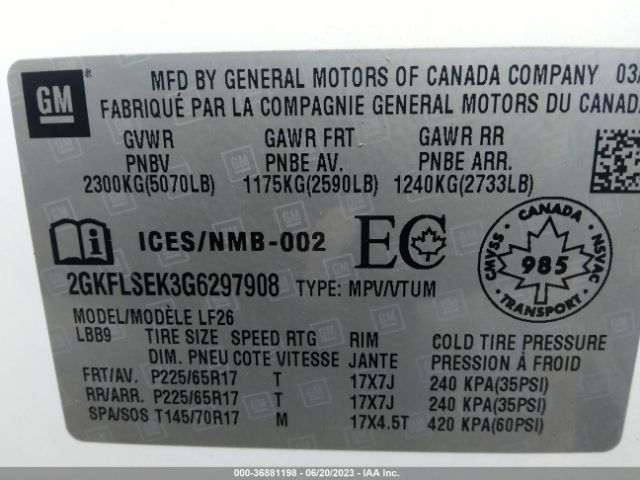 GM
MFD BY GENERAL MOTORS OF CANADA COMPANY 03/
FABRIQUÉ PAR LA COMPAGNIE GENERAL MOTORS DU CANADA
GVWR GAWR FRT GAWR RR
PNBV PNBE AV. PNBE ARR.
2300KG(5070LB) 1175KG(2590LB) 1240KG(2733LB)
ICES/NMB-002 EC
CANADA
CMVSS 985 NSVAC
TRANSPORT
2GKFLSEK3G6297908 TYPE: MPV/VTUM
MODEL/MODÈLE LF26
LBB9 TIRE SIZE SPEED RTG RIM COLD TIRE PRESSURE
DIM. PNEU COTE VITESSE JANTE PRESSION À FROID
FRT/AV. P225/65R17 T 17X7J 240 KPA(35PSI)
RR/ARR. P225/65R17 T 17X7J 240 KPA(35PSI)
SPA/SOS T145/70R17 M 17X4.5T 420 KPA(60PSI)
000-36881198 - 06/20/2023 - IAA Inc.